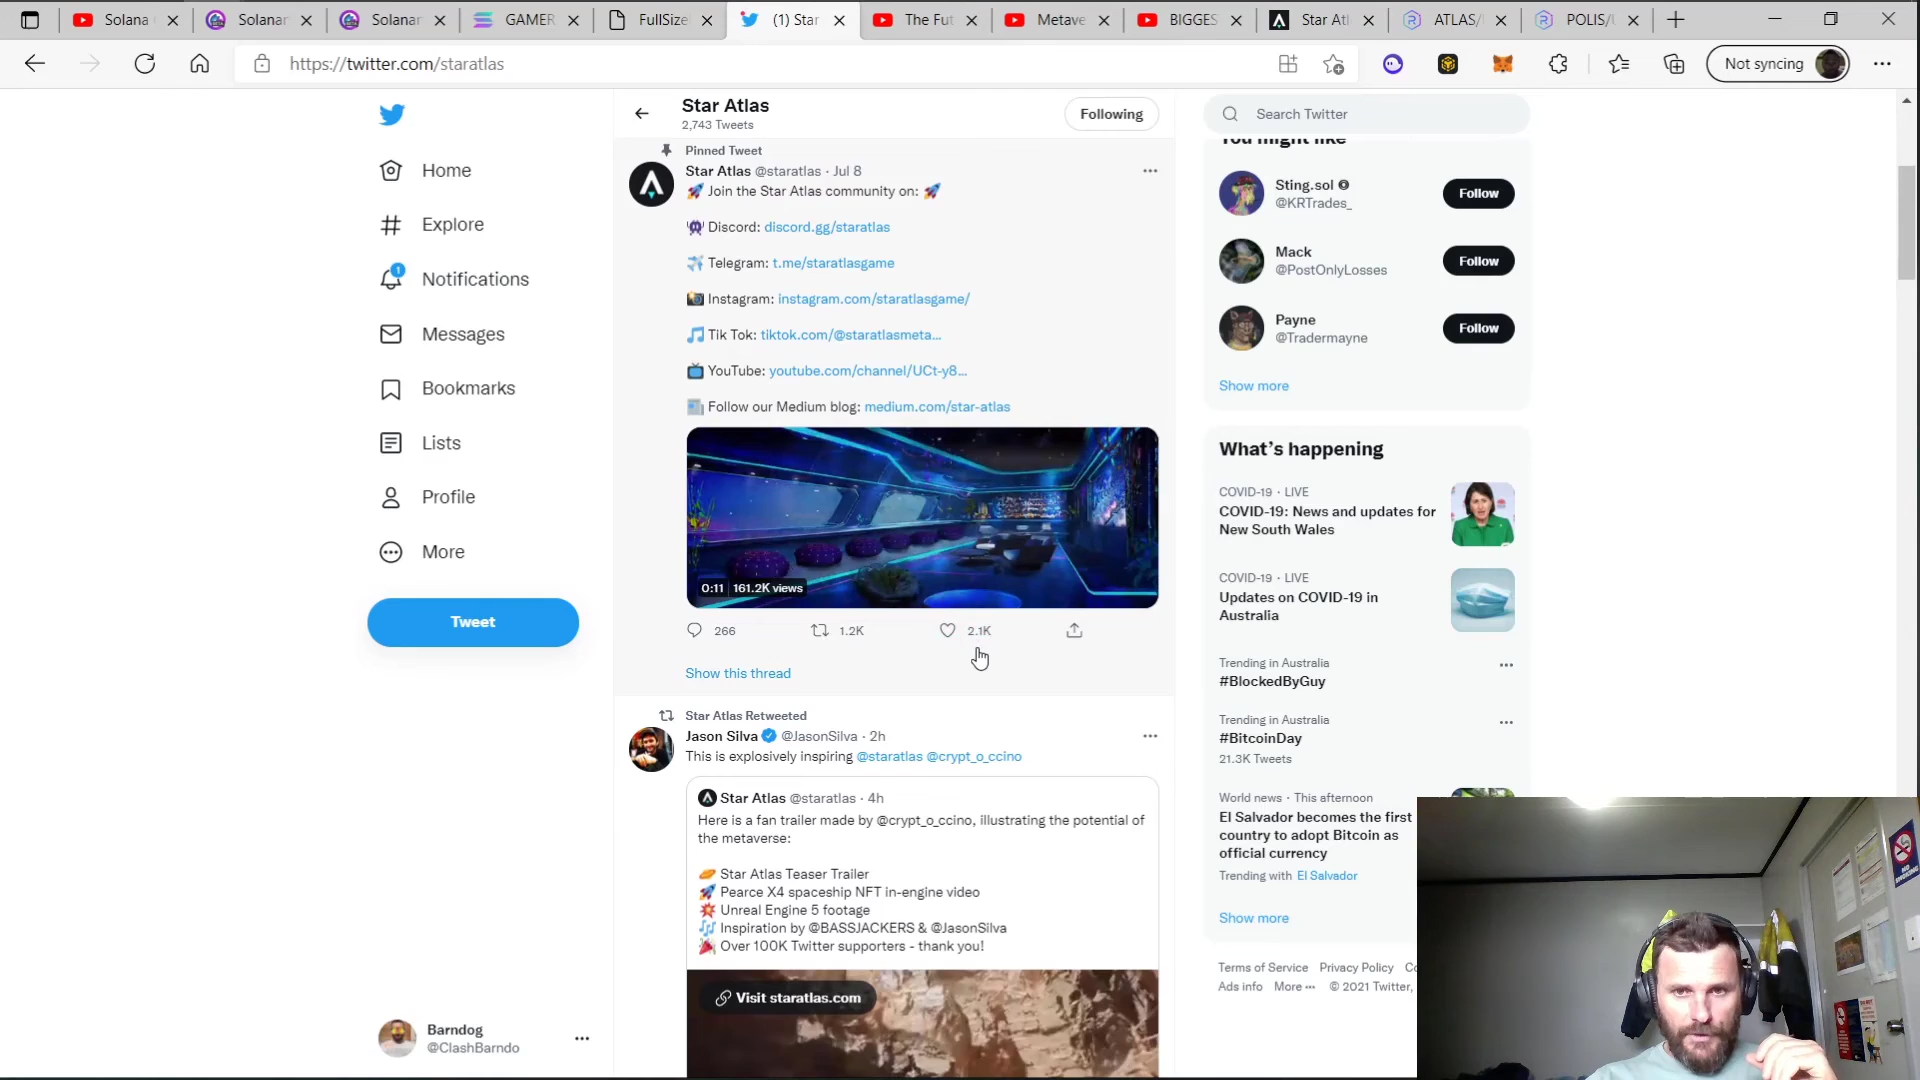 Solana
Solanar
Solanar
GAMER
FullSize
(1) Star
The Fut
Metave
BIGGES
Star Atl
ATLAS/
POLIS/
https://twitter.com/staratlas
Not syncing
Home
Explore
1
Notifications
Messages
Bookmarks
Lists
Profile
More
Tweet
Barndog
@ClashBarndo
Star Atlas
2,743 Tweets
Following
Pinned Tweet
Star Atlas @staratlas · Jul 8
🚀 Join the Star Atlas community on: 🚀
👾 Discord: discord.gg/staratlas
✈️ Telegram: t.me/staratlasgame
📸 Instagram: instagram.com/staratlasgame/
🎵 Tik Tok: tiktok.com/@staratlasmeta...
📺 YouTube: youtube.com/channel/UCt-y8...
📰 Follow our Medium blog: medium.com/star-atlas
0:11 161.2K views
266 1.2K 2.1K
Show this thread
Star Atlas Retweeted
Jason Silva @JasonSilva · 2h
This is explosively inspiring @staratlas @crypt_o_ccino
Star Atlas @staratlas · 4h
Here is a fan trailer made by @crypt_o_ccino, illustrating the potential of
the metaverse:
Star Atlas Teaser Trailer
🚀 Pearce X4 spaceship NFT in-engine video
💥 Unreal Engine 5 footage
🎶 Inspiration by @BASSJACKERS & @JasonSilva
🎉 Over 100K Twitter supporters - thank you!
Visit staratlas.com
Search Twitter
You might like
Sting.sol
@KRTrades_
Follow
Mack
@PostOnlyLosses
Follow
Payne
@Tradermayne
Follow
Show more
What's happening
COVID-19 · LIVE
COVID-19: News and updates for
New South Wales
COVID-19 · LIVE
Updates on COVID-19 in
Australia
Trending in Australia
#BlockedByGuy
Trending in Australia
#BitcoinDay
21.3K Tweets
World news · This afternoon
El Salvador becomes the first
country to adopt Bitcoin as
official currency
Trending with El Salvador
Show more
Terms of Service Privacy Policy
Ads info More ··· © 2021 Twitter,